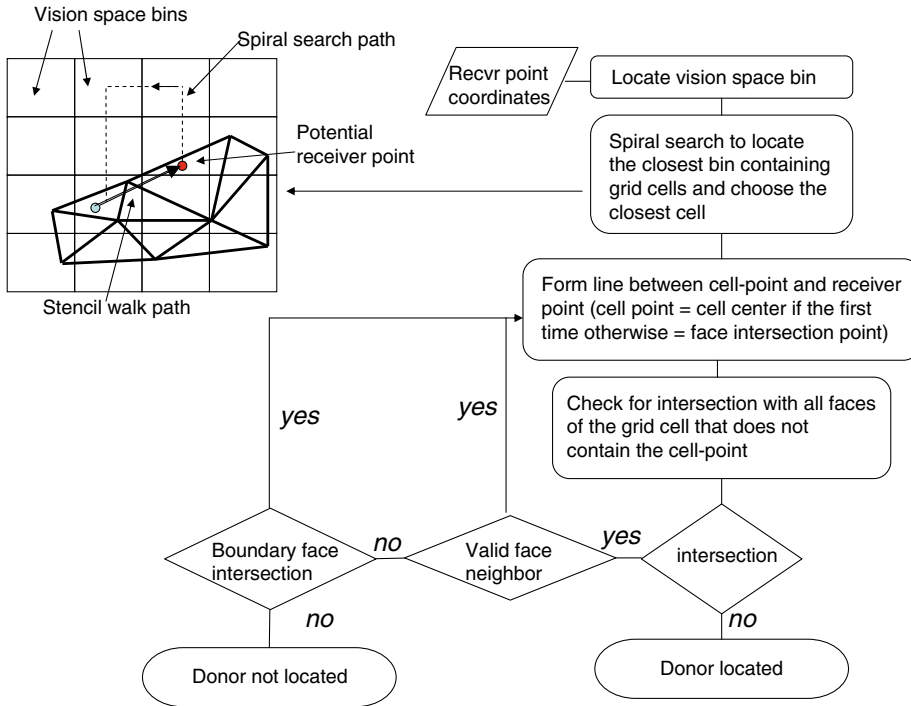 Vision space bins
Spiral search path
Potential
receiver point
Stencil walk path
Recvr point
coordinates
Locate vision space bin
Spiral search to locate
the closest bin containing
grid cells and choose the
closest cell
Form line between cell-point and receiver
point (cell point = cell center if the first
time otherwise = face intersection point)
Check for intersection with all faces
of the grid cell that does not
contain the cell-point
yes
yes
Boundary face
intersection
no
Valid face
neighbor
yes
intersection
no
no
Donor not located
Donor located